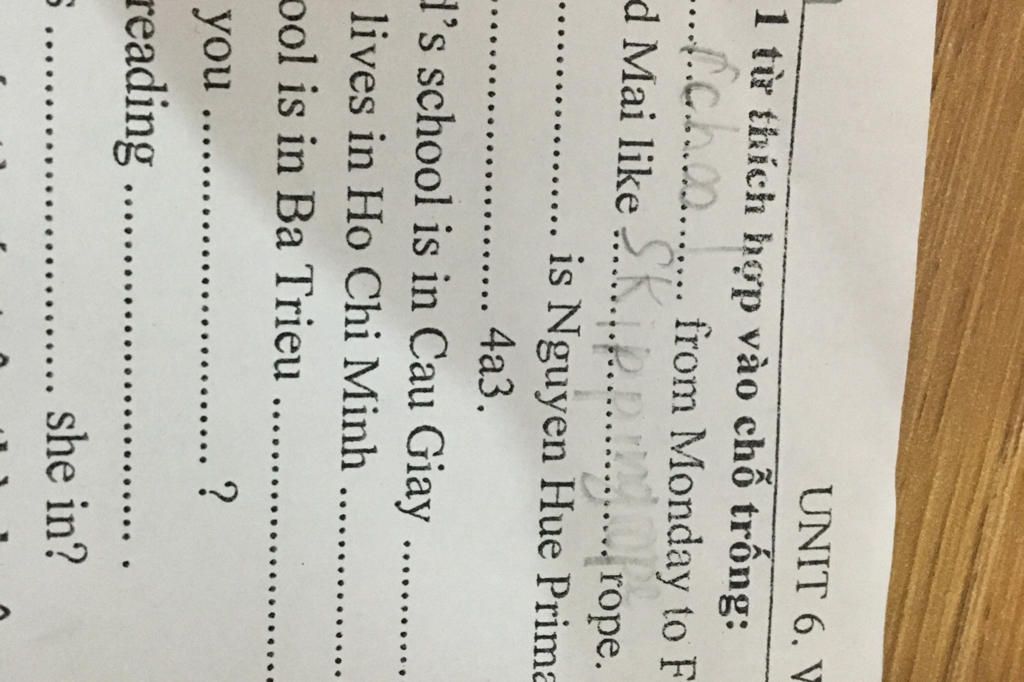 UNIT 6. W
1 từ thích hợp vào chỗ trống:
school from Monday to F
d Mai like skipping rope rope.
.................... is Nguyen Hue Prima
.................... 4a3.
d's school is in Cau Giay ..........
lives in Ho Chi Minh ..............
ool is in Ba Trieu ....................
you .............................. ?
reading .............................. .
s .............................. she in?